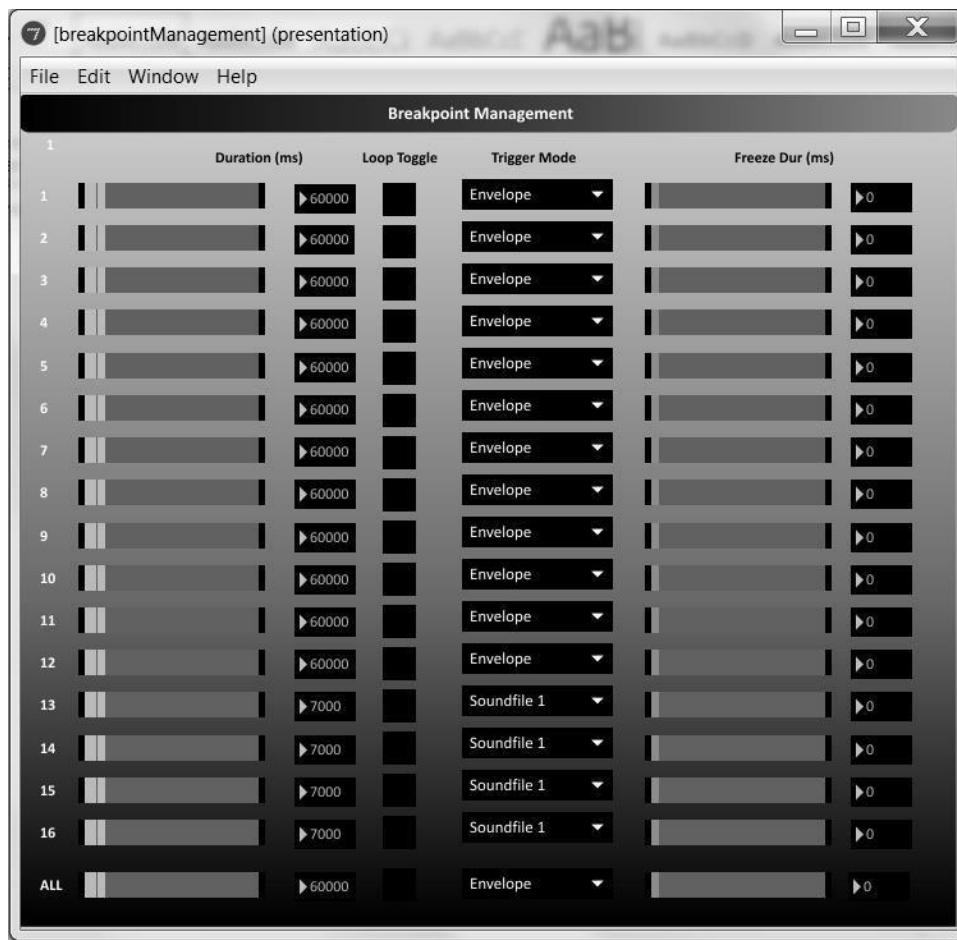 [breakpointManagement] (presentation)
File Edit Window Help
Breakpoint Management
1
Duration (ms) Loop Toggle Trigger Mode Freeze Dur (ms)
1 60000 Envelope 0
2 60000 Envelope 0
3 60000 Envelope 0
4 60000 Envelope 0
5 60000 Envelope 0
6 60000 Envelope 0
7 60000 Envelope 0
8 60000 Envelope 0
9 60000 Envelope 0
10 60000 Envelope 0
11 60000 Envelope 0
12 60000 Envelope 0
13 7000 Soundfile 1 0
14 7000 Soundfile 1 0
15 7000 Soundfile 1 0
16 7000 Soundfile 1 0
ALL 60000 Envelope 0